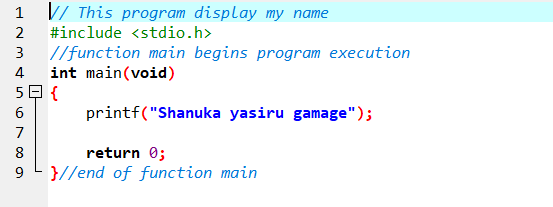 1 // This program display my name
2 #include <stdio.h>
3 //function main begins program execution
4 int main(void)
5 {
6 printf("Shanuka yasiru gamage");
7
8 return 0;
9 }//end of function main